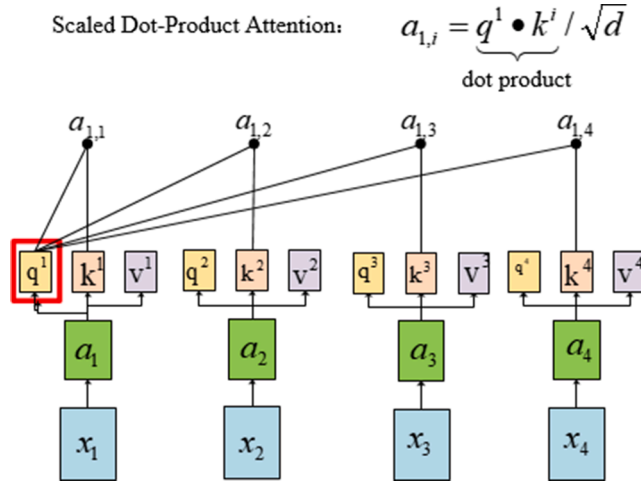 Scaled Dot-Product Attention: a₁,ᵢ = q¹ • kⁱ / √d
dot product
a₁,₁ a₁,₂ a₁,₃ a₁,₄
q¹ k¹ v¹ q² k² v² q³ k³ v³ q⁴ k⁴ v⁴
a₁ a₂ a₃ a₄
x₁ x₂ x₃ x₄